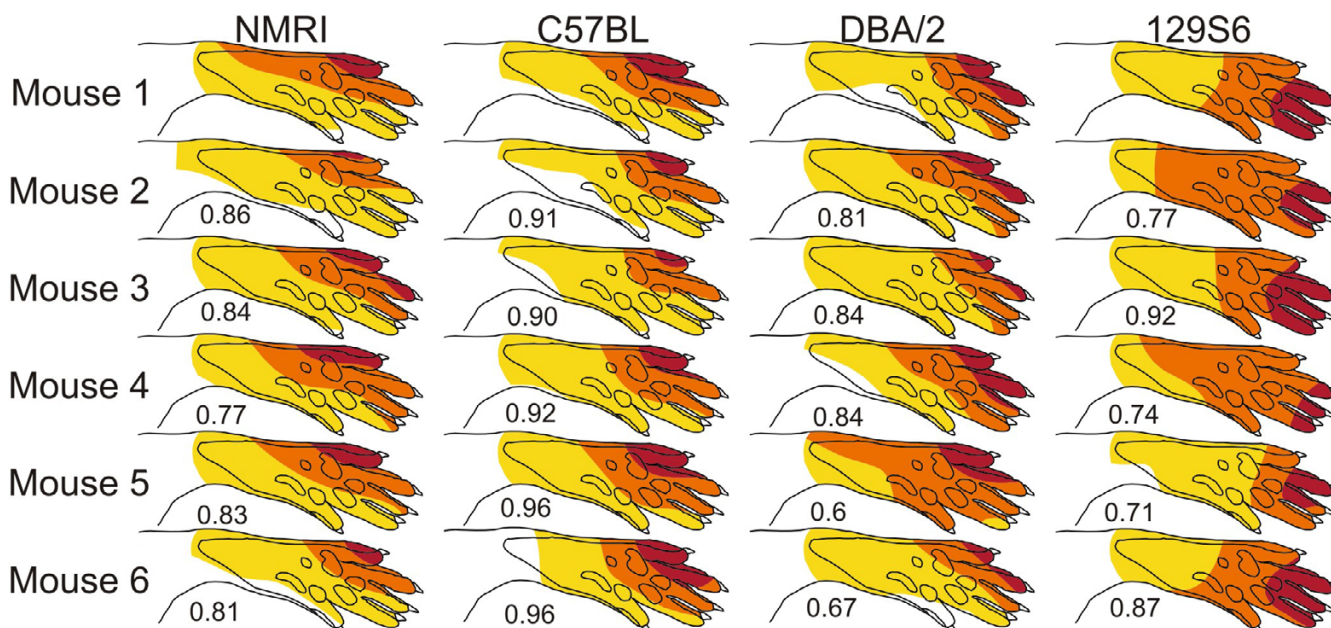 NMRI C57BL DBA/2 129S6
Mouse 1
Mouse 2
0.86 0.91 0.81 0.77
Mouse 3
0.84 0.90 0.84 0.92
Mouse 4
0.77 0.92 0.84 0.74
Mouse 5
0.83 0.96 0.6 0.71
Mouse 6
0.81 0.96 0.67 0.87